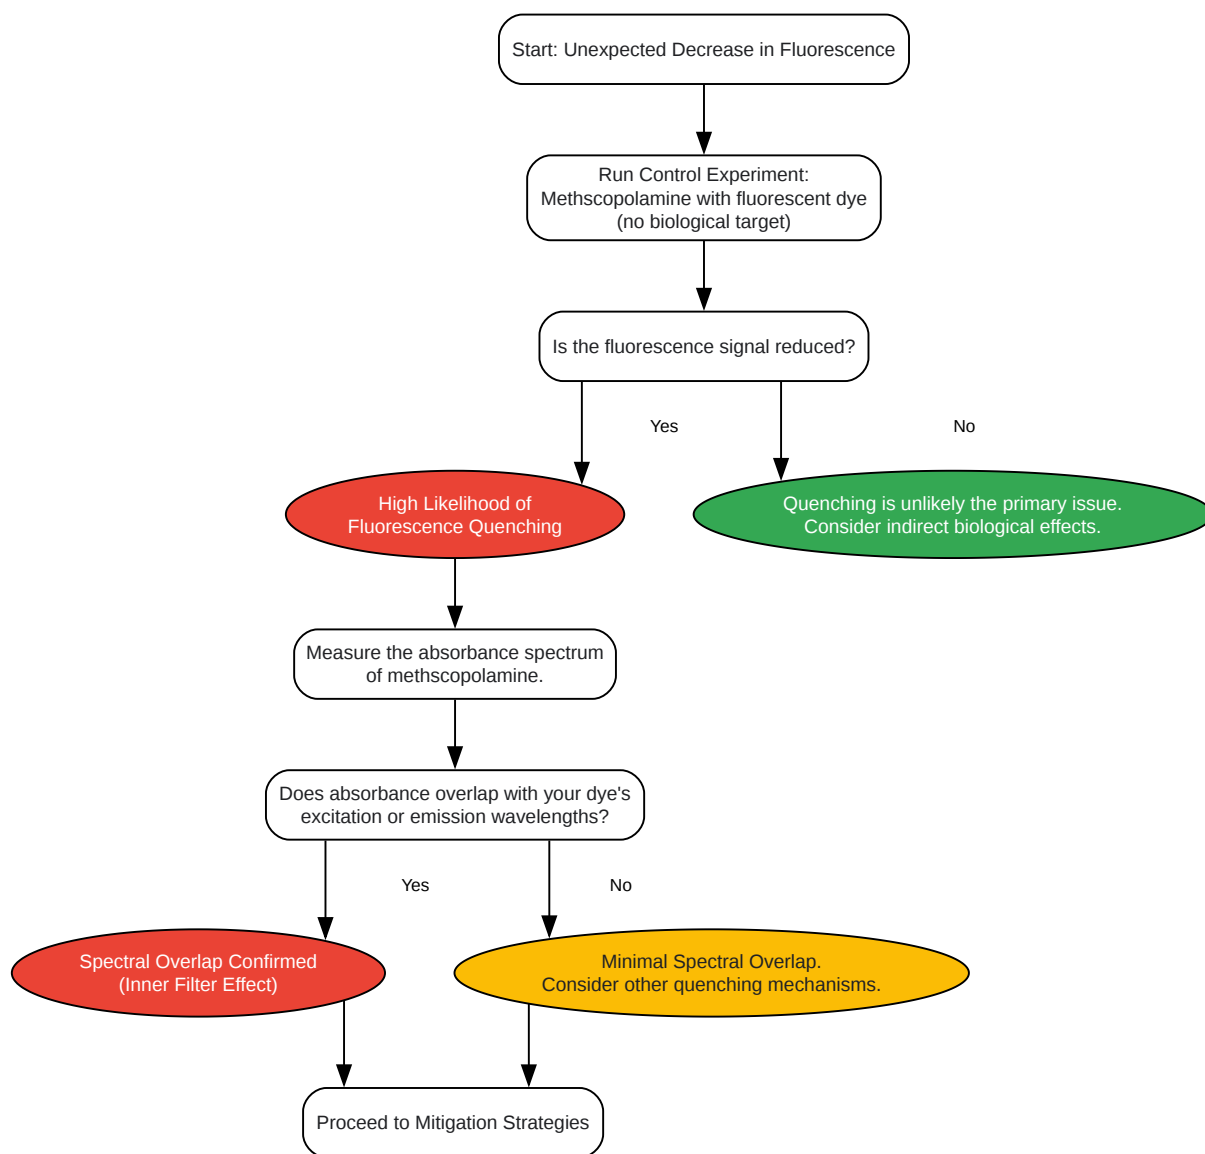 Start: Unexpected Decrease in Fluorescence
Run Control Experiment:
Methscopolamine with fluorescent dye
(no biological target)
Is the fluorescence signal reduced?
Yes
No
High Likelihood of
Fluorescence Quenching
Quenching is unlikely the primary issue.
Consider indirect biological effects.
Measure the absorbance spectrum
of methscopolamine.
Does absorbance overlap with your dye's
excitation or emission wavelengths?
Yes
No
Spectral Overlap Confirmed
(Inner Filter Effect)
Minimal Spectral Overlap.
Consider other quenching mechanisms.
Proceed to Mitigation Strategies